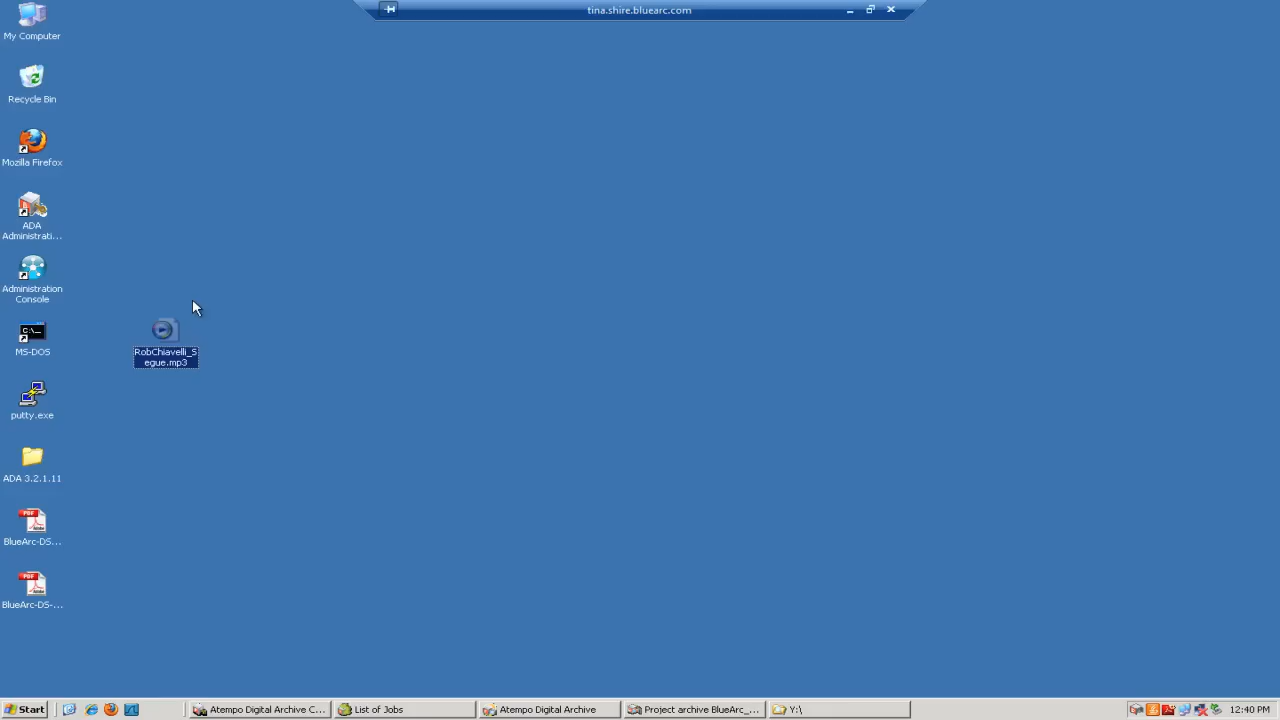 tina.shire.bluearc.com
My Computer
Recycle Bin
Mozilla Firefox
ADA
Administrati...
Administration
Console
C:\...
MS-DOS
RobChiavelli_S
egue.mp3
putty.exe
ADA 3.2.1.11
PDF
BlueArc-DS...
PDF
BlueArc-DS-...
Start
Atempo Digital Archive C...
List of Jobs
Atempo Digital Archive
Project archive BlueArc_...
Y:\
12:40 PM